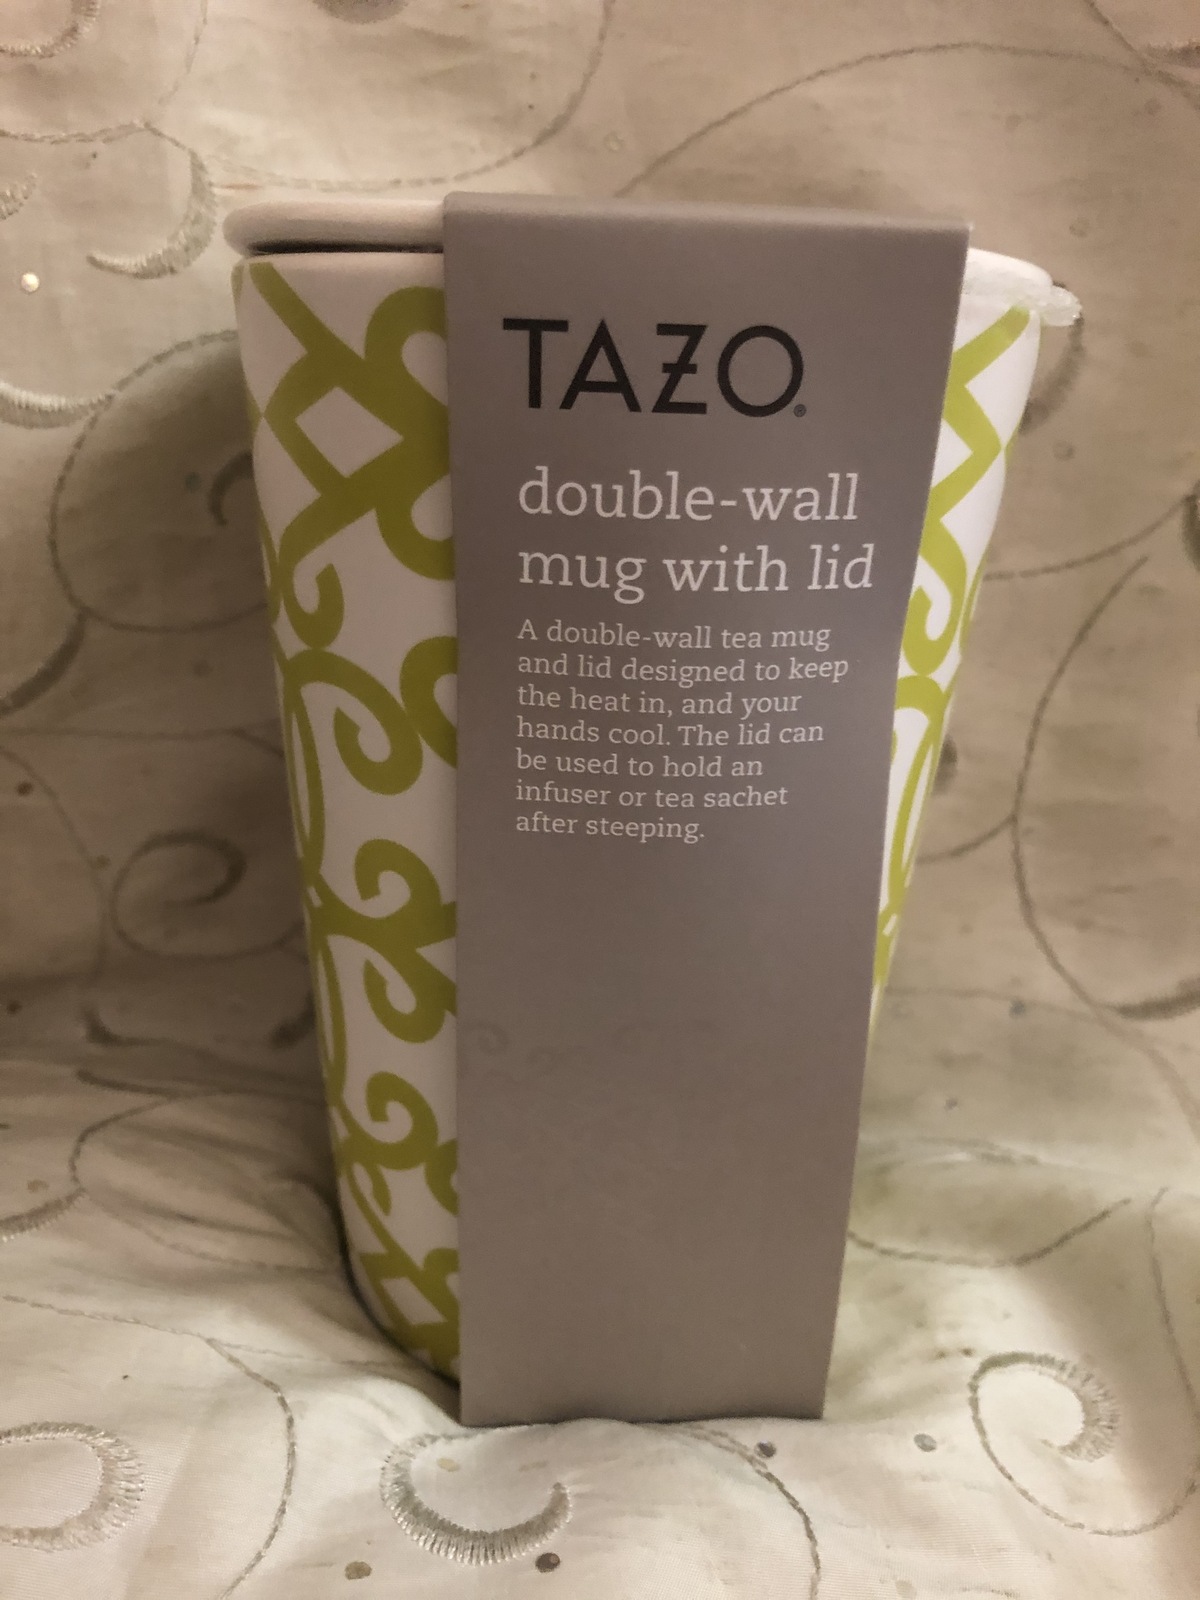 TAZO®
double-wall
mug with lid
A double-wall tea mug
and lid designed to keep
the heat in, and your
hands cool. The lid can
be used to hold an
infuser or tea sachet
after steeping.